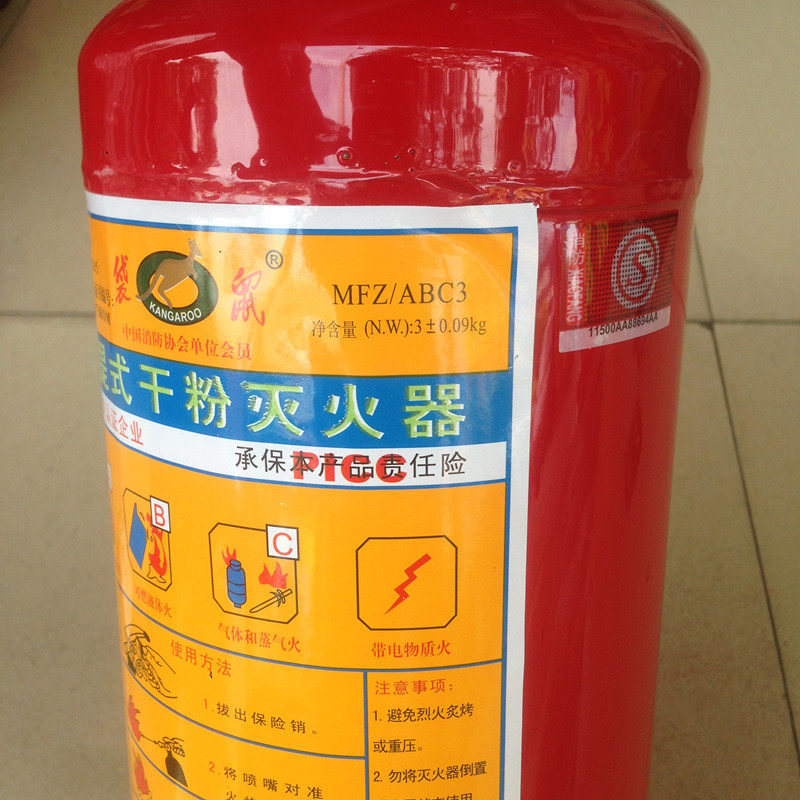 袋 鼠 ®
KANGAROO
中国消防协会单位会员
MFZ/ABC3
净含量 (N.W.):3±0.09kg
式干粉灭火器
证企业
承保本产品责任险
PICC
B
C
气体和蒸气火
带电物质火
使用方法
1.拔出保险销。
2.将喷嘴对准
注意事项：
1. 避免烈火炙烤
或重压。
2. 勿将灭火器倒置
消防
11500AA88694AA